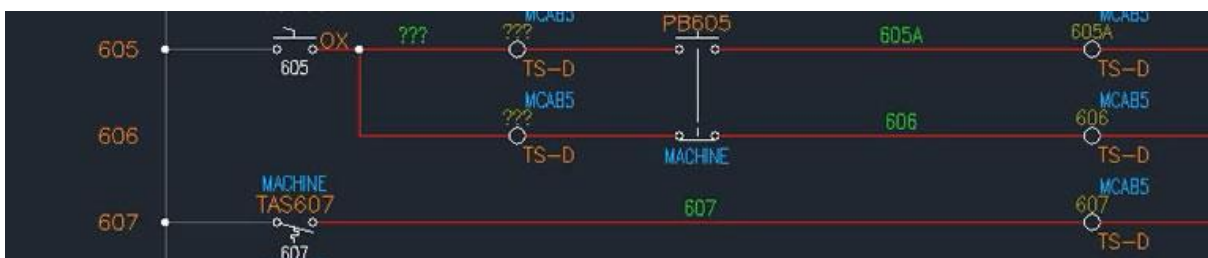 MCAB5 PB605 MCAB5
605 OX ??? ??? 605A 605A
605 TS-D TS-D
MCAB5 MCAB5
606 ??? 606 606
TS-D MACHINE TS-D
MACHINE MCAB5
607 TAS607 607 607
607 TS-D